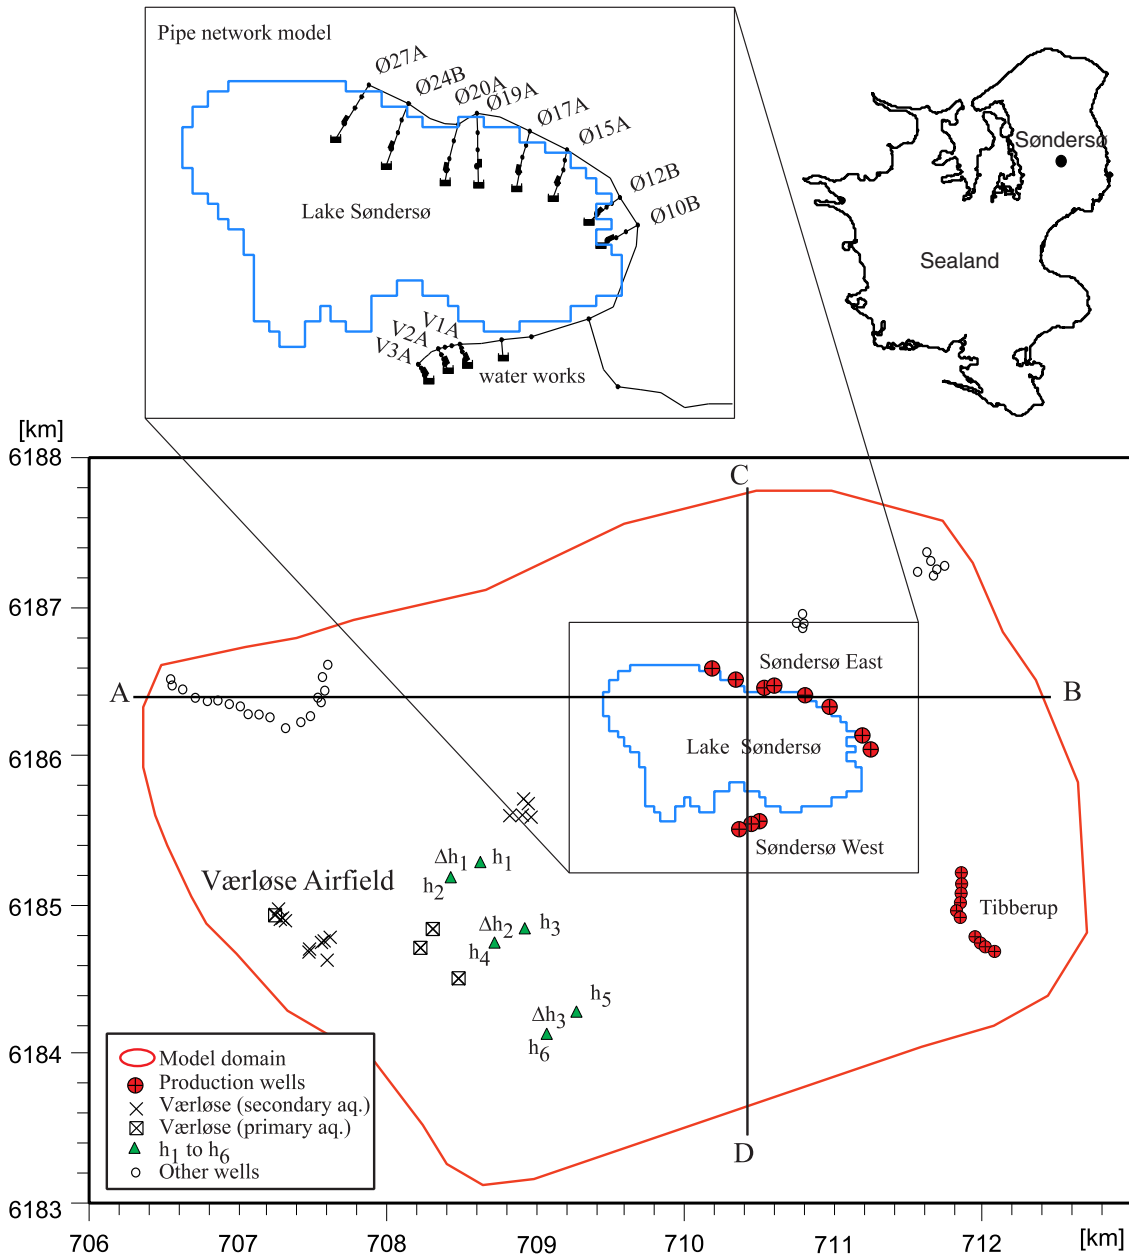 Pipe network model
Ø27A
Ø24B
Ø20A
Ø19A
Ø17A
Ø15A
Ø12B
Ø10B
Lake Søndersø
V1A
V2A
V3A
water works
Søndersø
Sealand
[km]
6188
6187
6186
6185
6184
6183
C
A
B
D
Søndersø East
Lake Søndersø
Søndersø West
Tibberup
Værløse Airfield
Δh1
h1
h2
Δh2
h3
h4
Δh3
h5
h6
Model domain
Production wells
Værløse (secondary aq.)
Værløse (primary aq.)
h1 to h6
Other wells
706 707 708 709 710 711 712 [km]